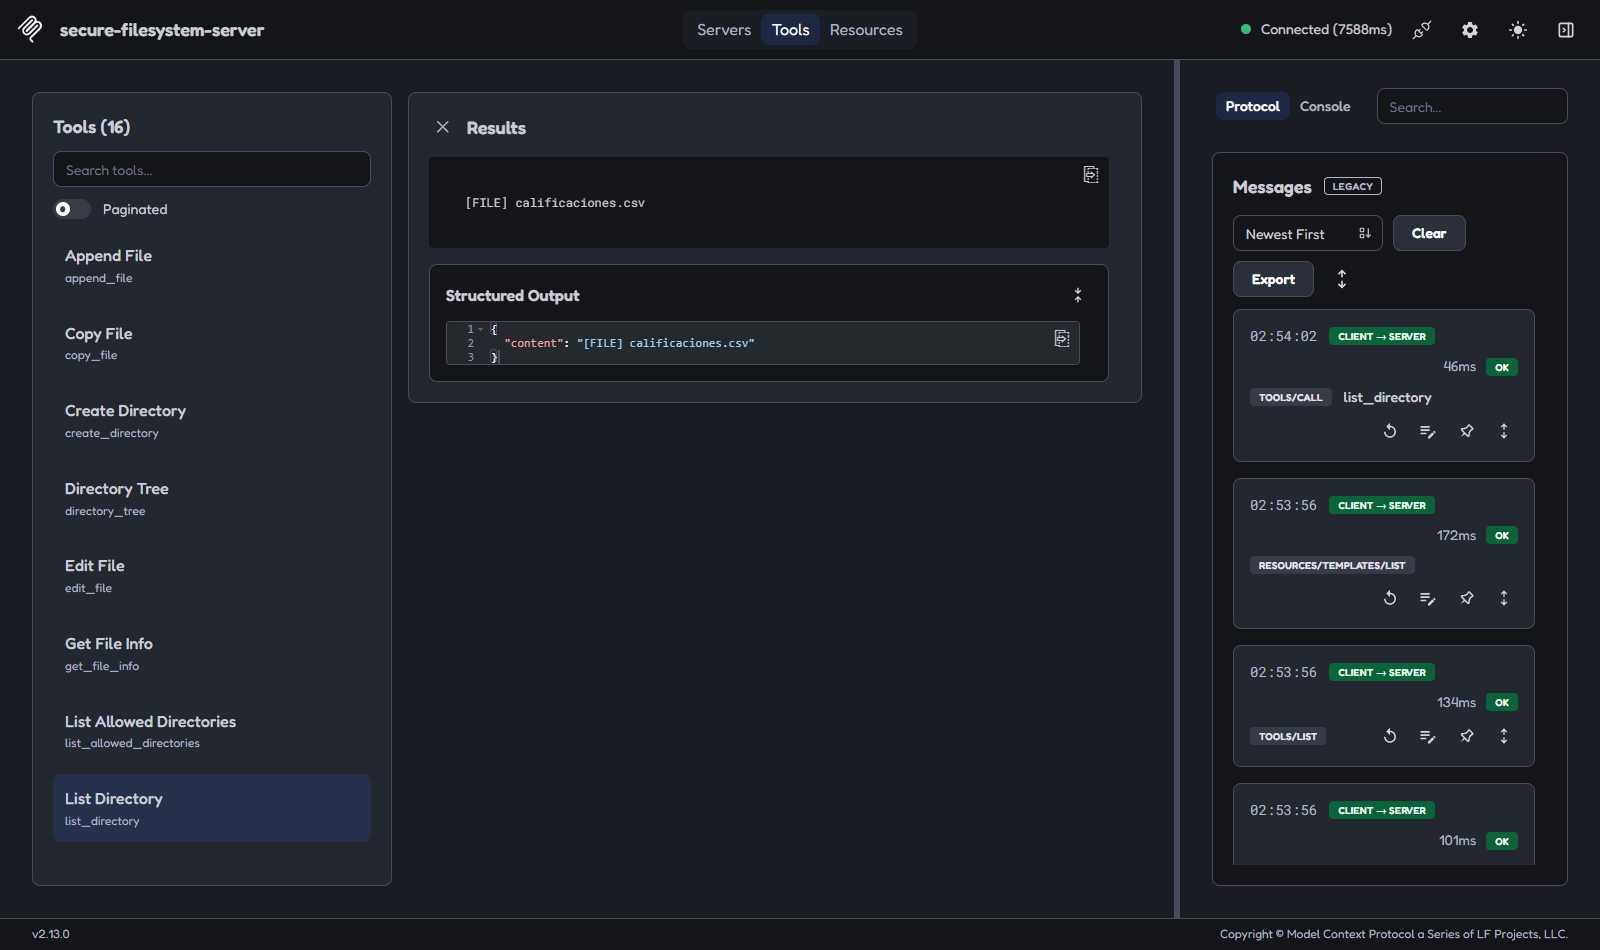 secure-filesystem-server
Servers
Tools
Resources
Connected (7588ms)
Tools (16)
Search tools...
Paginated
Append File
append_file
Copy File
copy_file
Create Directory
create_directory
Directory Tree
directory_tree
Edit File
edit_file
Get File Info
get_file_info
List Allowed Directories
list_allowed_directories
List Directory
list_directory
Results
[FILE] calificaciones.csv
Structured Output
1 {
2 "content": "[FILE] calificaciones.csv"
3 }
Protocol
Console
Search...
Messages
LEGACY
Newest First
Clear
Export
02:54:02 CLIENT → SERVER
46ms OK
TOOLS/CALL list_directory
02:53:56 CLIENT → SERVER
172ms OK
RESOURCES/TEMPLATES/LIST
02:53:56 CLIENT → SERVER
134ms OK
TOOLS/LIST
02:53:56 CLIENT → SERVER
101ms OK
v2.13.0
Copyright © Model Context Protocol a Series of LF Projects, LLC.